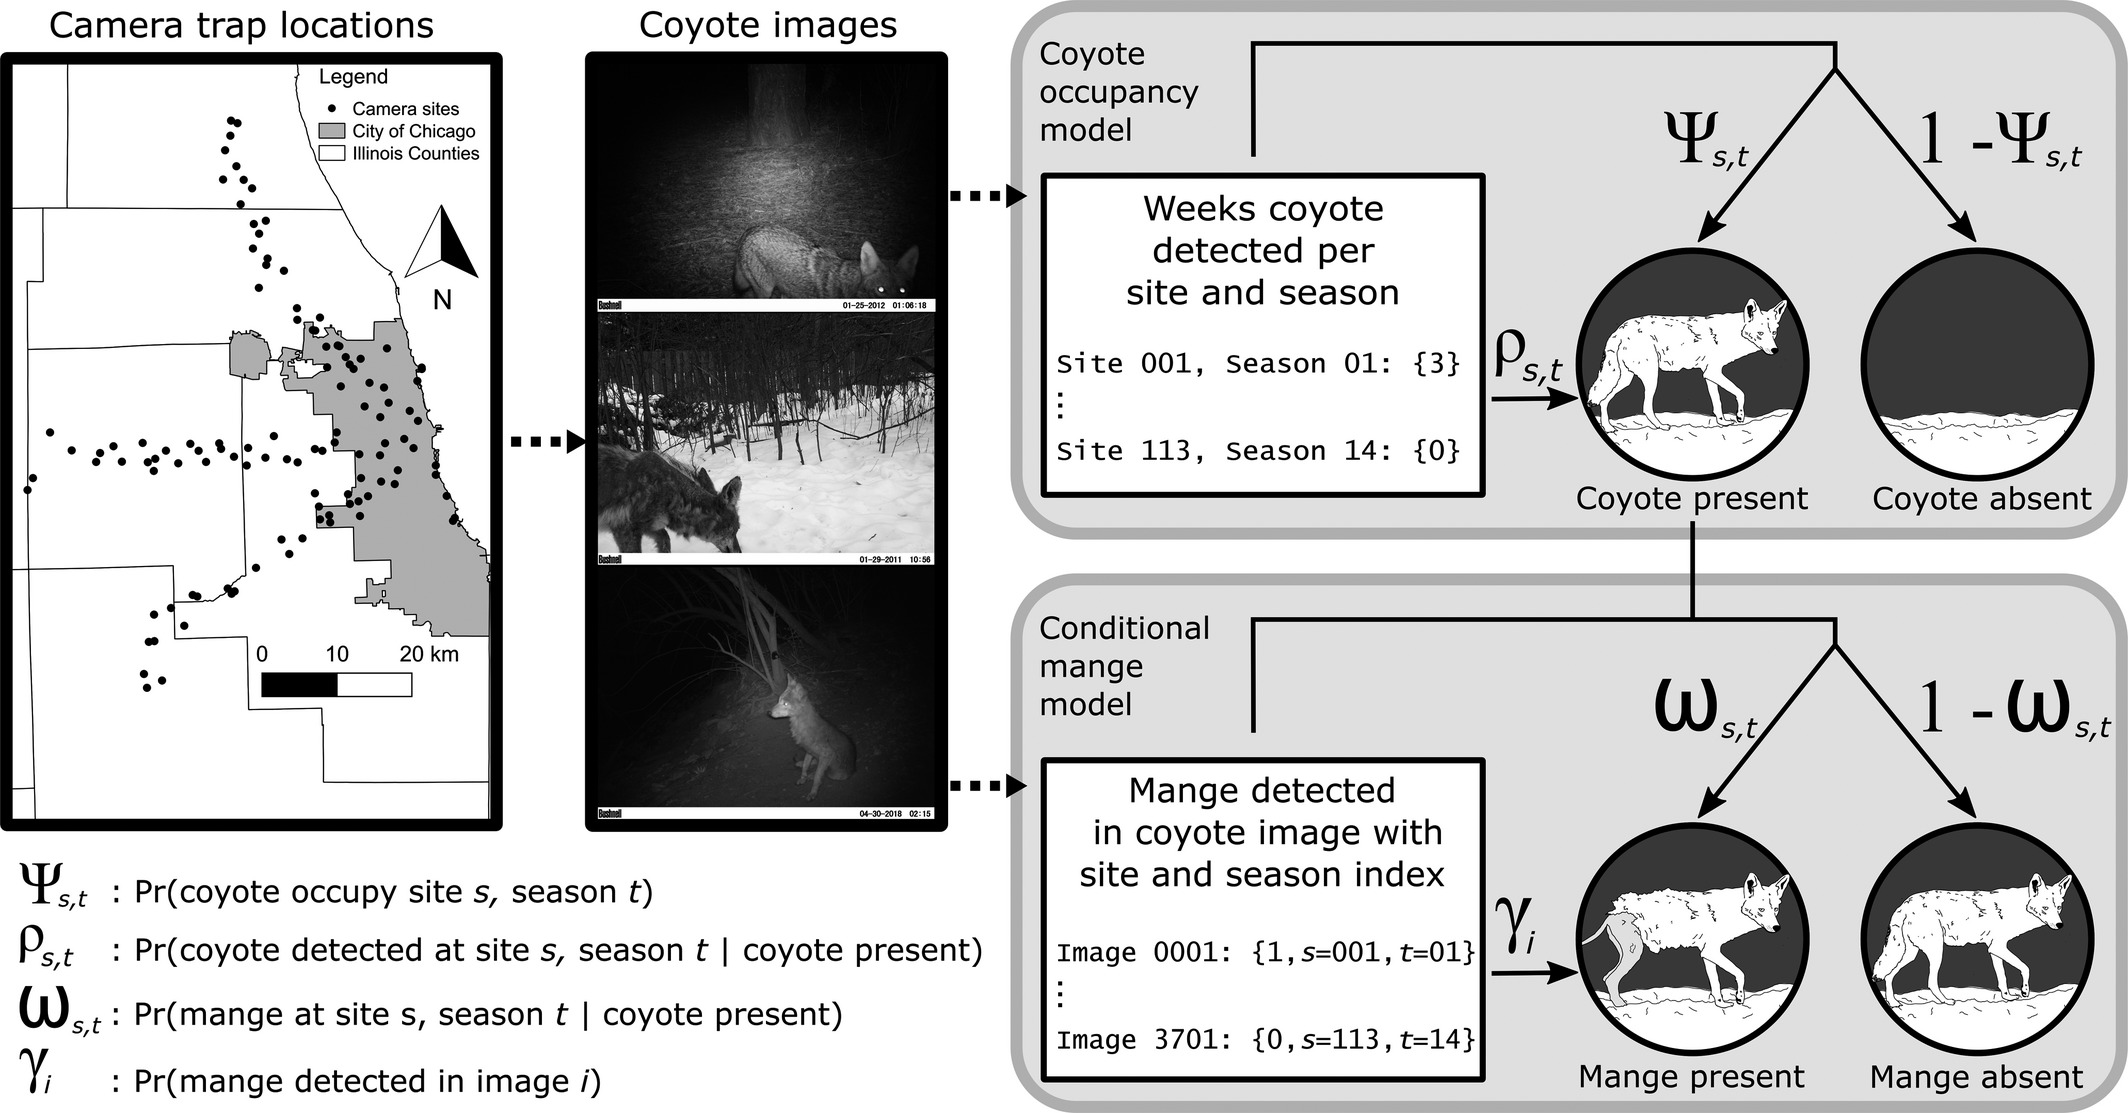 Camera trap locations
Legend
Camera sites
City of Chicago
Illinois Counties
N
0 10 20 km
Coyote images
Bushnell 01-25-2012 01:06:18
Bushnell 01-29-2011 10:56
Bushnell 04-30-2018 02:15
Coyote
occupancy
model
Ψs,t
1 -Ψs,t
Weeks coyote
detected per
site and season
Site 001, Season 01: {3}
⋮
Site 113, Season 14: {0}
ρs,t
Coyote present
Coyote absent
Conditional
mange
model
ωs,t
1 -ωs,t
Mange detected
in coyote image with
site and season index
Image 0001: {1,s=001,t=01}
⋮
Image 3701: {0,s=113,t=14}
γi
Mange present
Mange absent
Ψs,t : Pr(coyote occupy site s, season t)
ρs,t : Pr(coyote detected at site s, season t | coyote present)
ωs,t : Pr(mange at site s, season t | coyote present)
γi : Pr(mange detected in image i)